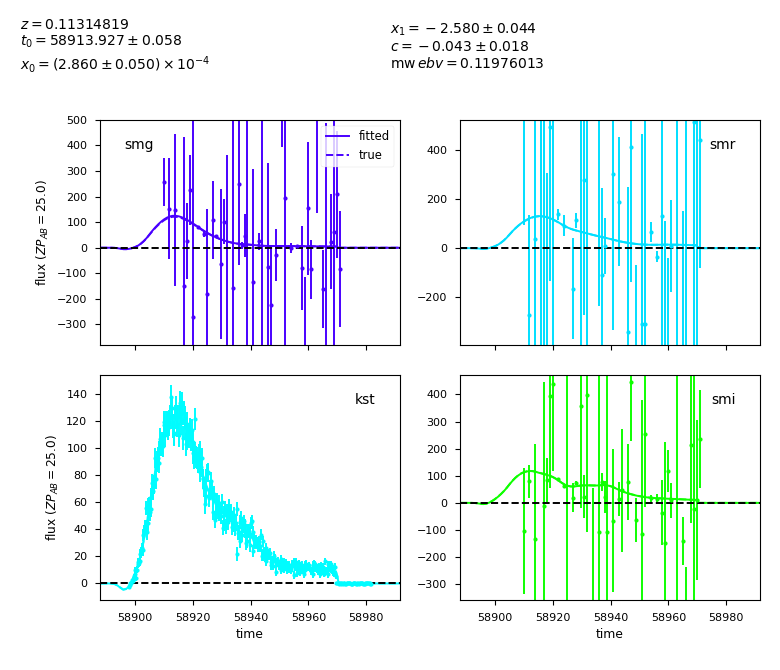 z = 0.11314819
t₀ = 58913.927 ± 0.058
x₀ = (2.860 ± 0.050) × 10⁻⁴
x₁ = −2.580 ± 0.044
c = −0.043 ± 0.018
mw ebv = 0.11976013
smg
fitted
true
500
400
300
200
100
0
−100
−200
−300
flux (ZP_AB = 25.0)
smr
400
200
0
−200
kst
140
120
100
80
60
40
20
0
flux (ZP_AB = 25.0)
58900 58920 58940 58960 58980
time
smi
400
300
200
100
0
−100
−200
−300
58900 58920 58940 58960 58980
time